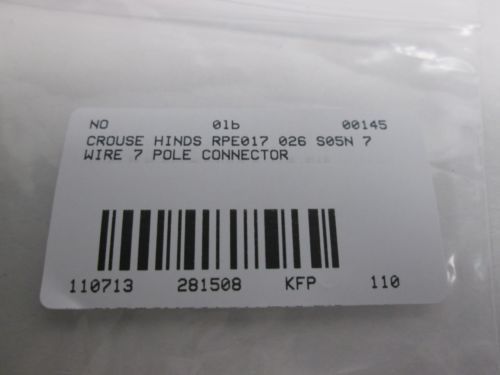 NO 01b 00145
CROUSE HINDS RPE017 026 S05N 7
WIRE 7 POLE CONNECTOR
110713 281508 KFP 110